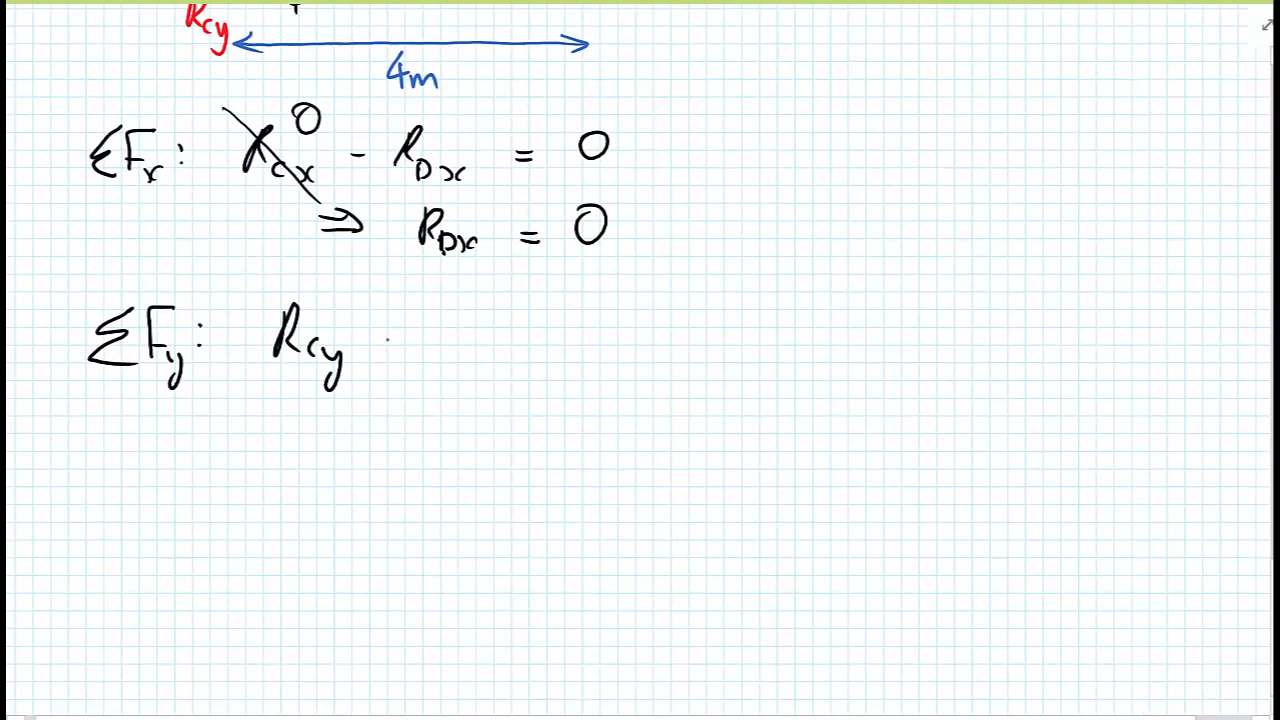 Rcy
4m
ΣFx: Rcx 0 - RDx = 0
⇒ RDx = 0
ΣFy: Rcy